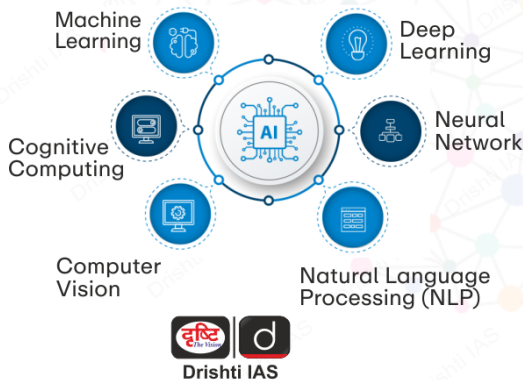 Machine
Learning
Deep
Learning
AI
Cognitive
Computing
Neural
Network
Computer
Vision
Natural Language
Processing (NLP)
दृष्टि
The Vision
d
Drishti IAS